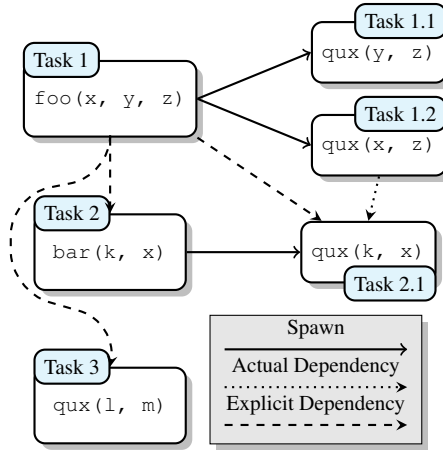 Task 1
foo(x, y, z)
Task 1.1
qux(y, z)
Task 1.2
qux(x, z)
Task 2
bar(k, x)
qux(k, x)
Task 2.1
Task 3
qux(l, m)
Spawn
Actual Dependency
Explicit Dependency